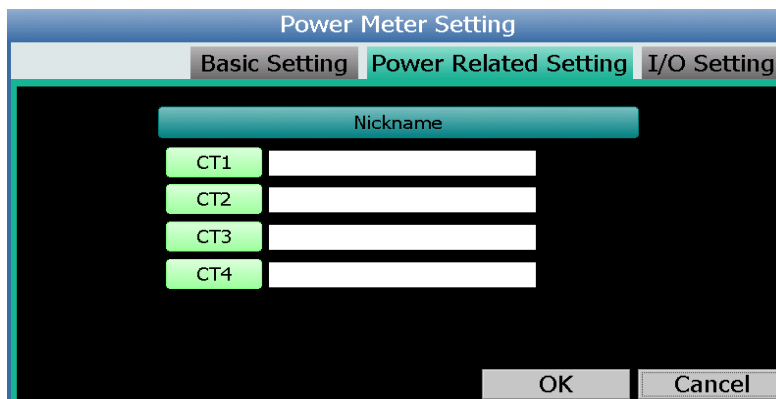 Power Meter Setting
Basic Setting Power Related Setting I/O Setting
Nickname
CT1
CT2
CT3
CT4
OK Cancel